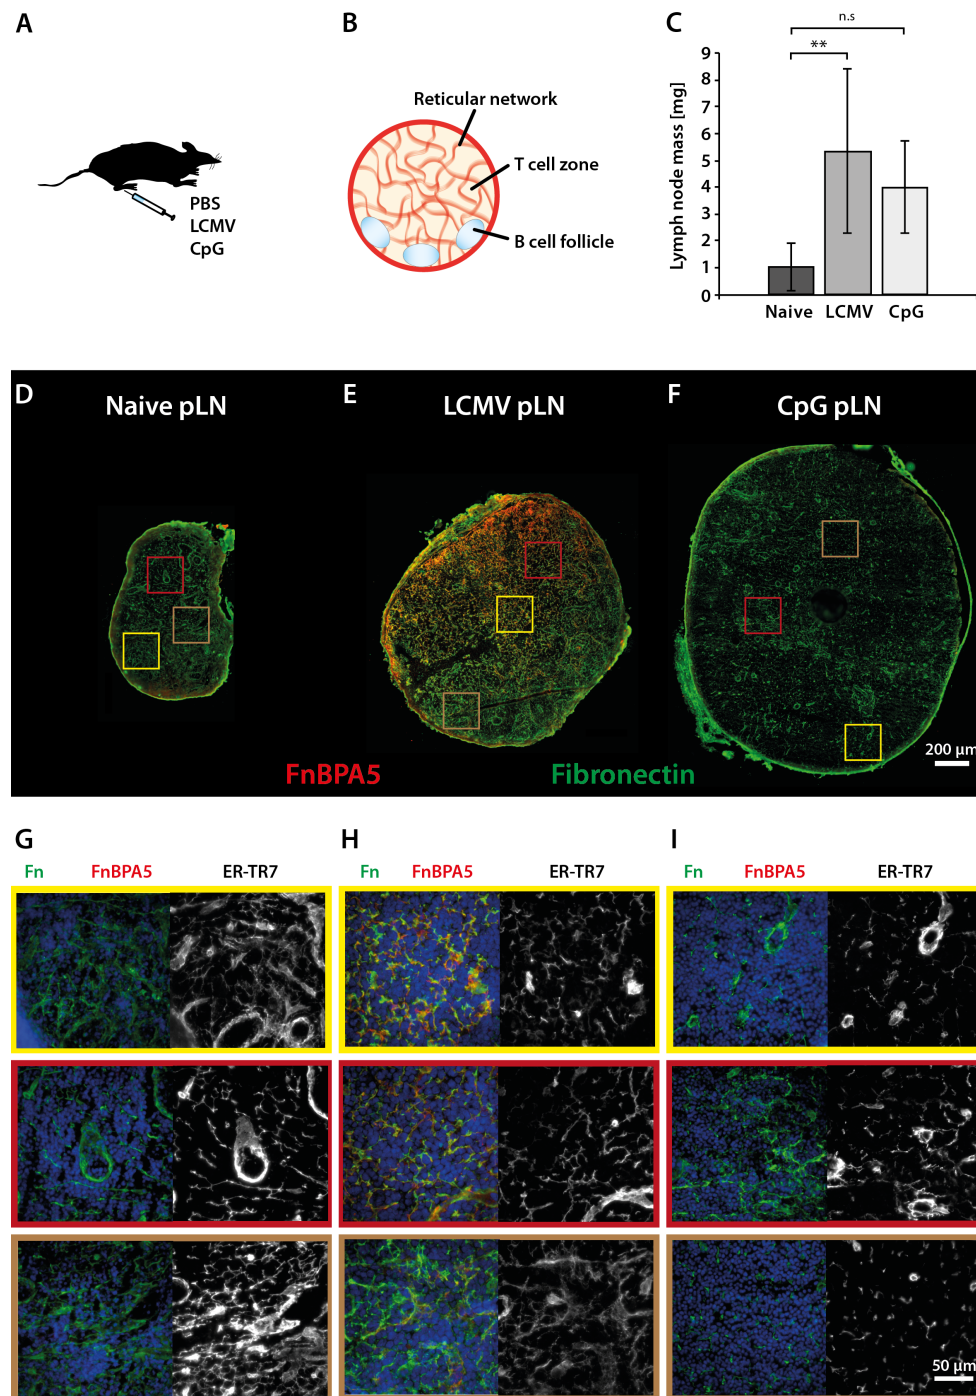 A
PBS
LCMV
CpG
B
Reticular network
T cell zone
B cell follicle
C
n.s
**
Lymph node mass [mg]
9
8
7
6
5
4
3
2
1
0
Naive
LCMV
CpG
D
Naive pLN
E
LCMV pLN
F
CpG pLN
FnBPA5
Fibronectin
200 µm
G
Fn
FnBPA5
ER-TR7
H
Fn
FnBPA5
ER-TR7
I
Fn
FnBPA5
ER-TR7
50 µm